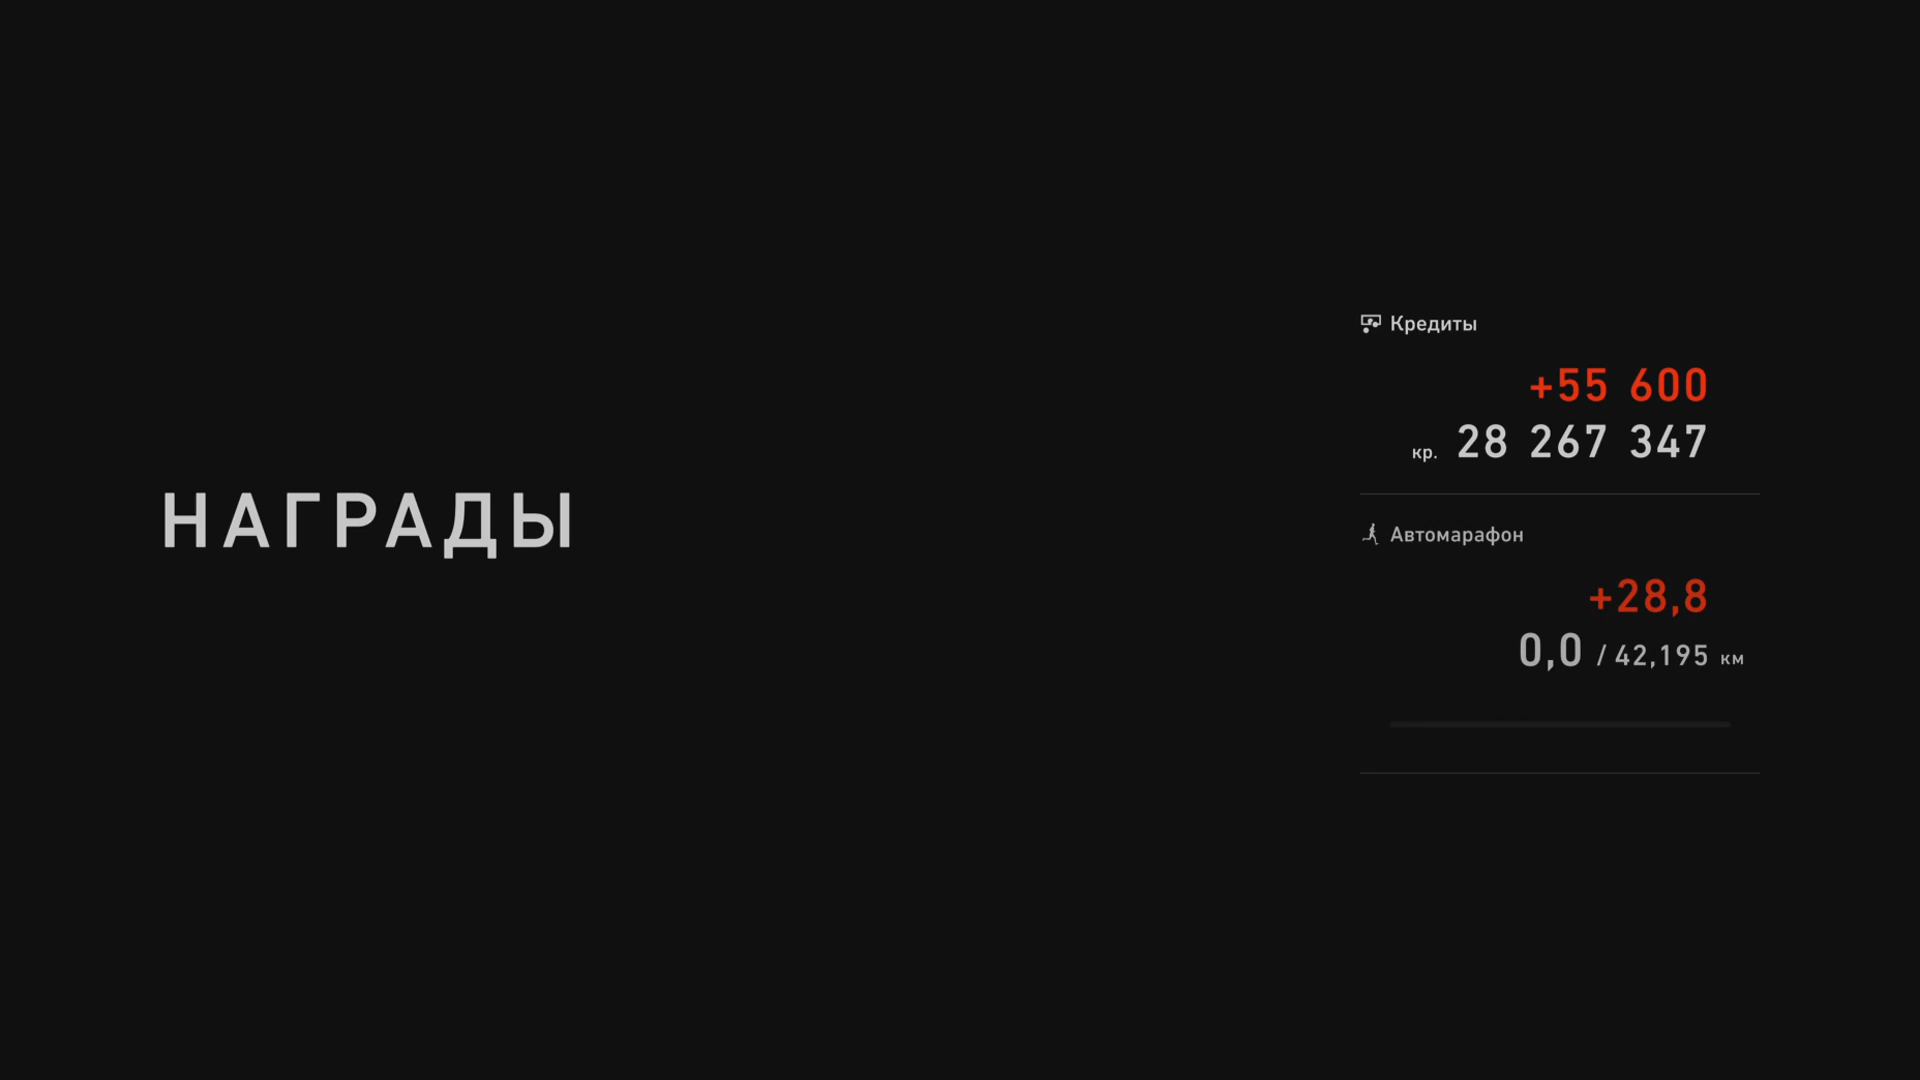 НАГРАДЫ
Кредиты
+55 600
кр. 28 267 347
Автомарафон
+28,8
0,0 / 42,195 км